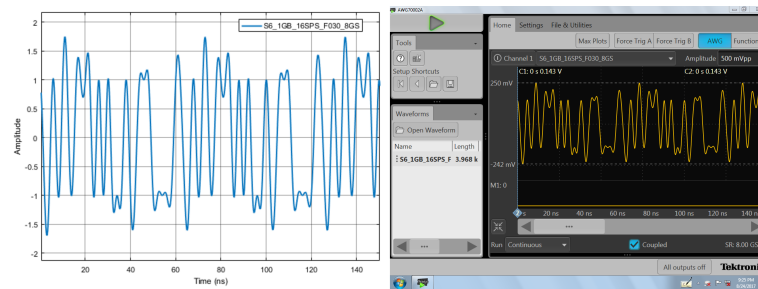 S6_1GB_16SPS_F030_8GS
2
1.5
1
0.5
0
-0.5
-1
-1.5
-2
Amplitude
20 40 60 80 100 120 140
Time (ns)
AWG70002A
Home Settings File & Utilities
Max Plots Force Trig A Force Trig B AWG Function
Tools
Setup Shortcuts
Channel 1 S6_1GB_16SPS_F030_8GS Amplitude 500 mVpp
C1: 0 s 0.143 V C2: 0 s 0.143 V
250 mV
-242 mV
M1: 0
Waveforms
Open Waveform
Name Length
S6_1GB_16SPS_F 3.968 k
20 ns 40 ns 60 ns 80 ns 100 ns 120 ns 140 n
Run Continuous Coupled SR: 8.00 GS
All outputs off Tektroni